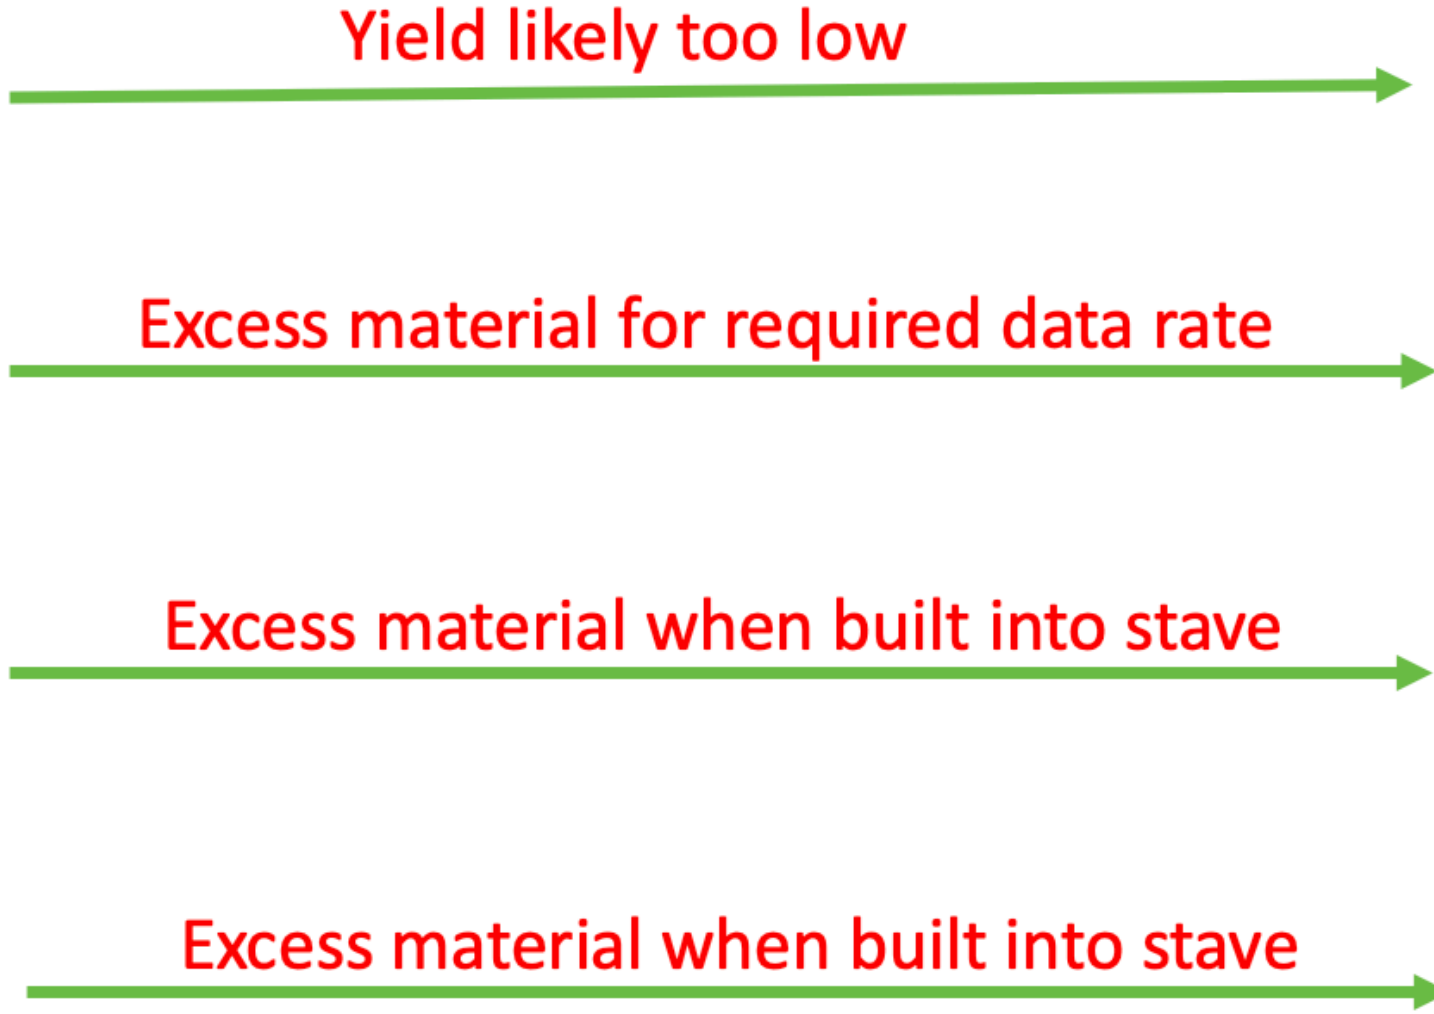 Yield likely too low
Excess material for required data rate
Excess material when built into stave
Excess material when built into stave